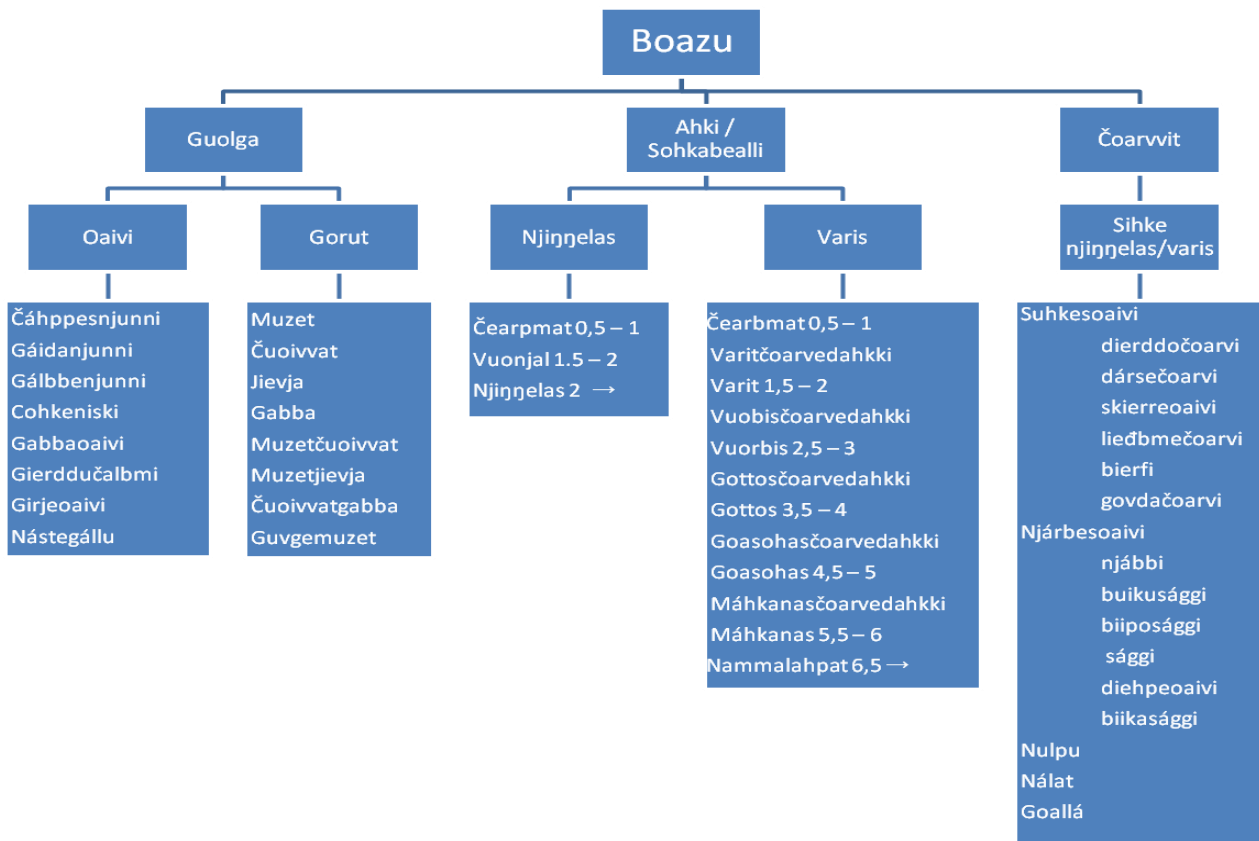 Boazu
Guolga
Ahki /
Sohkabealli
Čoarvvit
Oaivi
Gorut
Njiŋŋelas
Varis
Sihke
njiŋŋelas/varis
Čáhppesnjunni
Gáidanjunni
Gálbbenjunni
Cohkeniski
Gabbaoaivi
Gierddučalbmi
Girjeoaivi
Nástegállu
Muzet
Čuoivvat
Jievja
Gabba
Muzetčuoivvat
Muzetjievja
Čuoivvatgabba
Guvgemuzet
Čearpmat 0,5 – 1
Vuonjal 1.5 – 2
Njiŋŋelas 2 →
Čearbmat 0,5 – 1
Varitčoarvedahkki
Varit 1,5 – 2
Vuobisčoarvedahkki
Vuorbis 2,5 – 3
Gottosčoarvedahkki
Gottos 3,5 – 4
Goasohasčoarvedahkki
Goasohas 4,5 – 5
Máhkanasčoarvedahkki
Máhkanas 5,5 – 6
Nammalahpat 6,5 →
Suhkesoaivi
dierddočoarvi
dársečoarvi
skierreoaivi
lieđbmečoarvi
bierfi
govdačoarvi
Njárbesoaivi
njábbi
buikusággi
biiposággi
sággi
diehpeoaivi
biikasággi
Nulpu
Nálat
Goallá